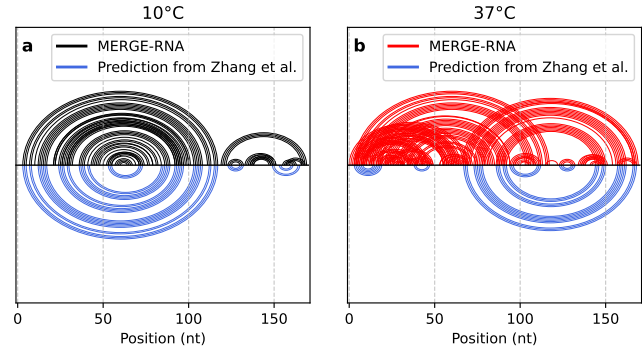 10°C
a
MERGE-RNA
Prediction from Zhang et al.
0
50
100
150
Position (nt)
37°C
b
MERGE-RNA
Prediction from Zhang et al.
0
50
100
150
Position (nt)